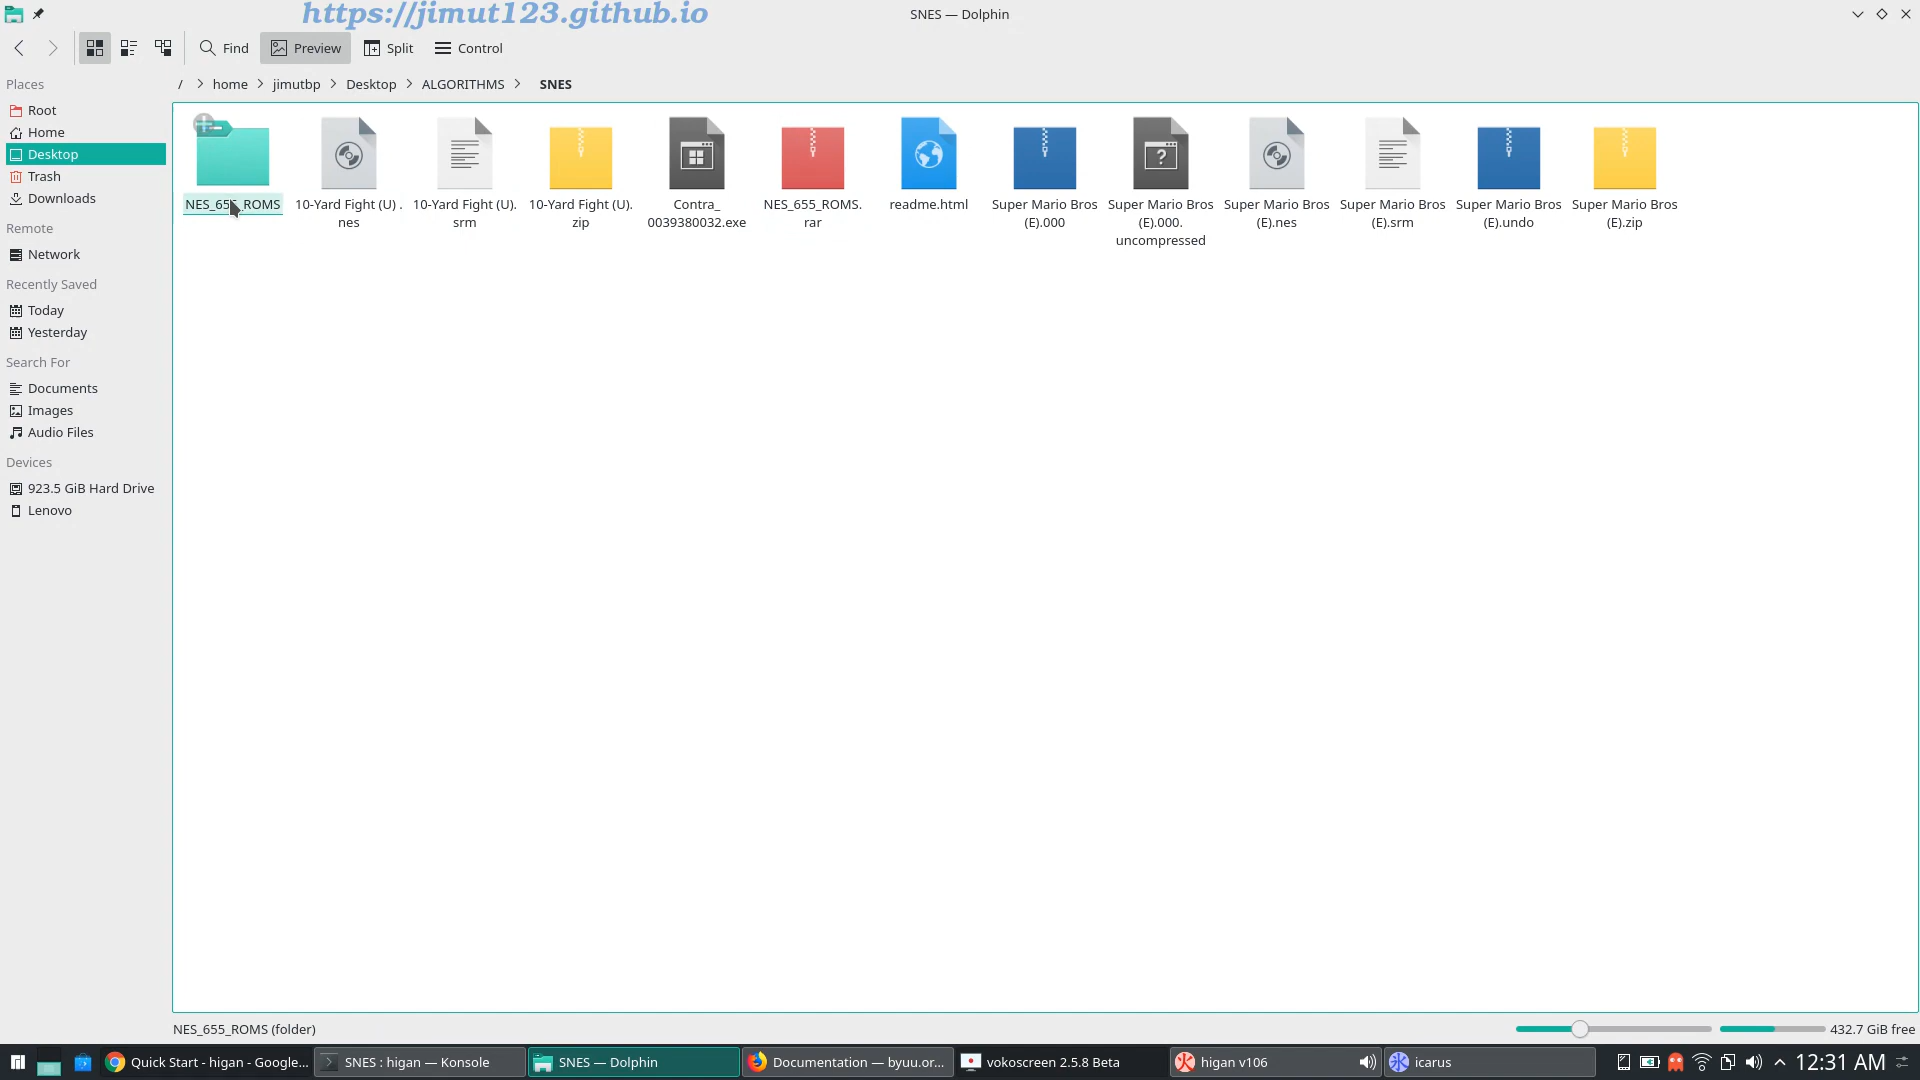 https://jimut123.github.io
SNES — Dolphin
Find
Preview
Split
Control
Places
/ > home > jimutbp > Desktop > ALGORITHMS > SNES
Root
Home
Desktop
Trash
Downloads
Remote
Network
Recently Saved
Today
Yesterday
Search For
Documents
Images
Audio Files
Devices
923.5 GiB Hard Drive
Lenovo
NES_655_ROMS
10-Yard Fight (U) .
nes
10-Yard Fight (U).
srm
10-Yard Fight (U).
zip
Contra_
0039380032.exe
NES_655_ROMS.
rar
readme.html
Super Mario Bros
(E).000
Super Mario Bros
(E).000.
uncompressed
Super Mario Bros
(E).nes
Super Mario Bros
(E).srm
Super Mario Bros
(E).undo
Super Mario Bros
(E).zip
NES_655_ROMS (folder)
432.7 GiB free
Quick Start - higan - Google...
SNES : higan — Konsole
SNES — Dolphin
Documentation — byuu.or...
vokoscreen 2.5.8 Beta
higan v106
icarus
12:31 AM